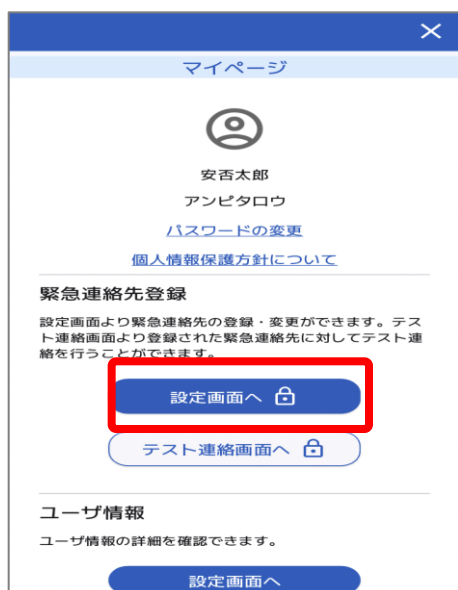 マイページ
安否太郎
アンピタロウ
パスワードの変更
個人情報保護方針について
緊急連絡先登録
設定画面より緊急連絡先の登録・変更ができます。テス
ト連絡画面より登録された緊急連絡先に対してテスト連
絡を行うことができます。
設定画面へ
テスト連絡画面へ
ユーザ情報
ユーザ情報の詳細を確認できます。
設定画面へ